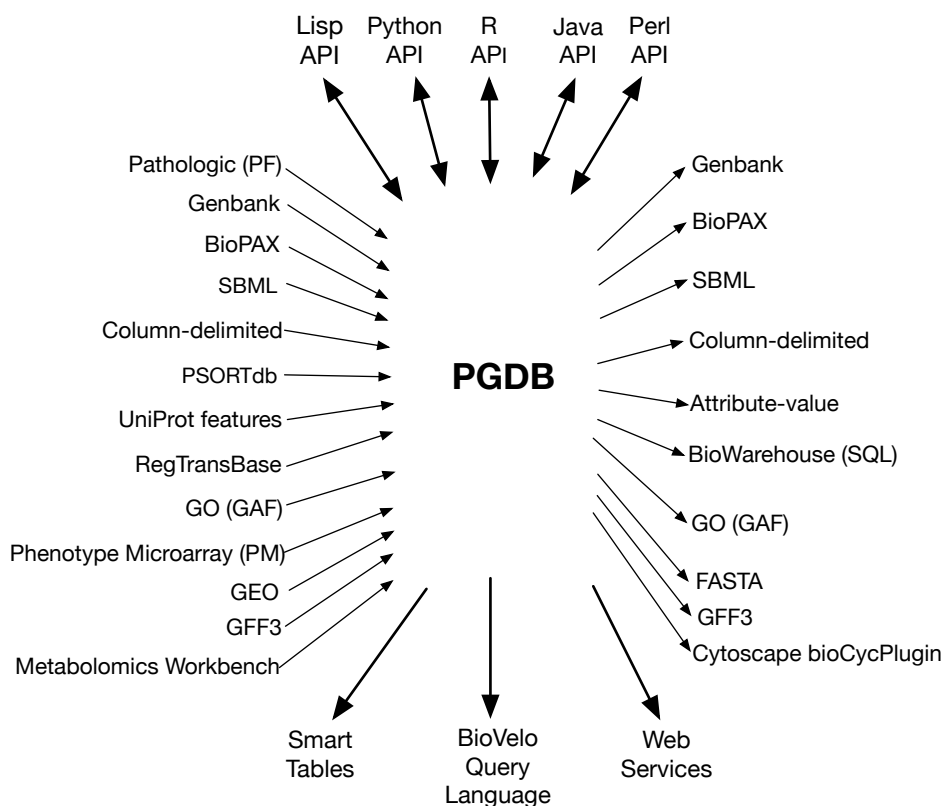 Lisp
API
Python
API
R
API
Java
API
Perl
API
Pathologic (PF)
Genbank
BioPAX
SBML
Column-delimited
PSORTdb
UniProt features
RegTransBase
GO (GAF)
Phenotype Microarray (PM)
GEO
GFF3
Metabolomics Workbench
PGDB
Genbank
BioPAX
SBML
Column-delimited
Attribute-value
BioWarehouse (SQL)
GO (GAF)
FASTA
GFF3
Cytoscape bioCycPlugin
Smart
Tables
BioVelo
Query
Language
Web
Services